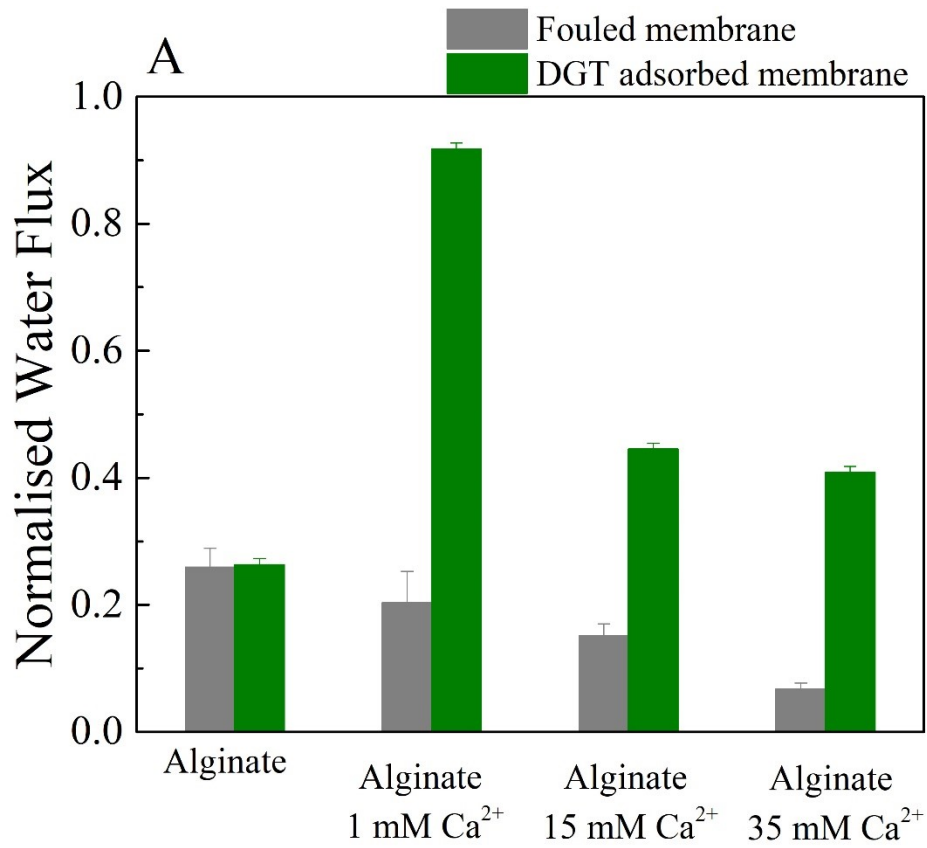 A
Fouled membrane
DGT adsorbed membrane
Normalised Water Flux
1.0
0.8
0.6
0.4
0.2
0.0
Alginate
Alginate
1 mM Ca²⁺
Alginate
15 mM Ca²⁺
Alginate
35 mM Ca²⁺